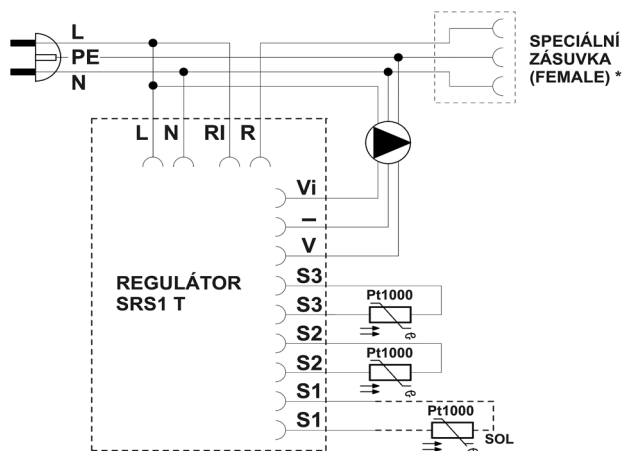 L
PE
N
SPECIÁLNÍ
ZÁSUVKA
(FEMALE) *
L N RI R
Vi
–
V
S3
S3
S2
S2
S1
S1
REGULÁTOR
SRS1 T
Pt1000
Pt1000
Pt1000
SOL